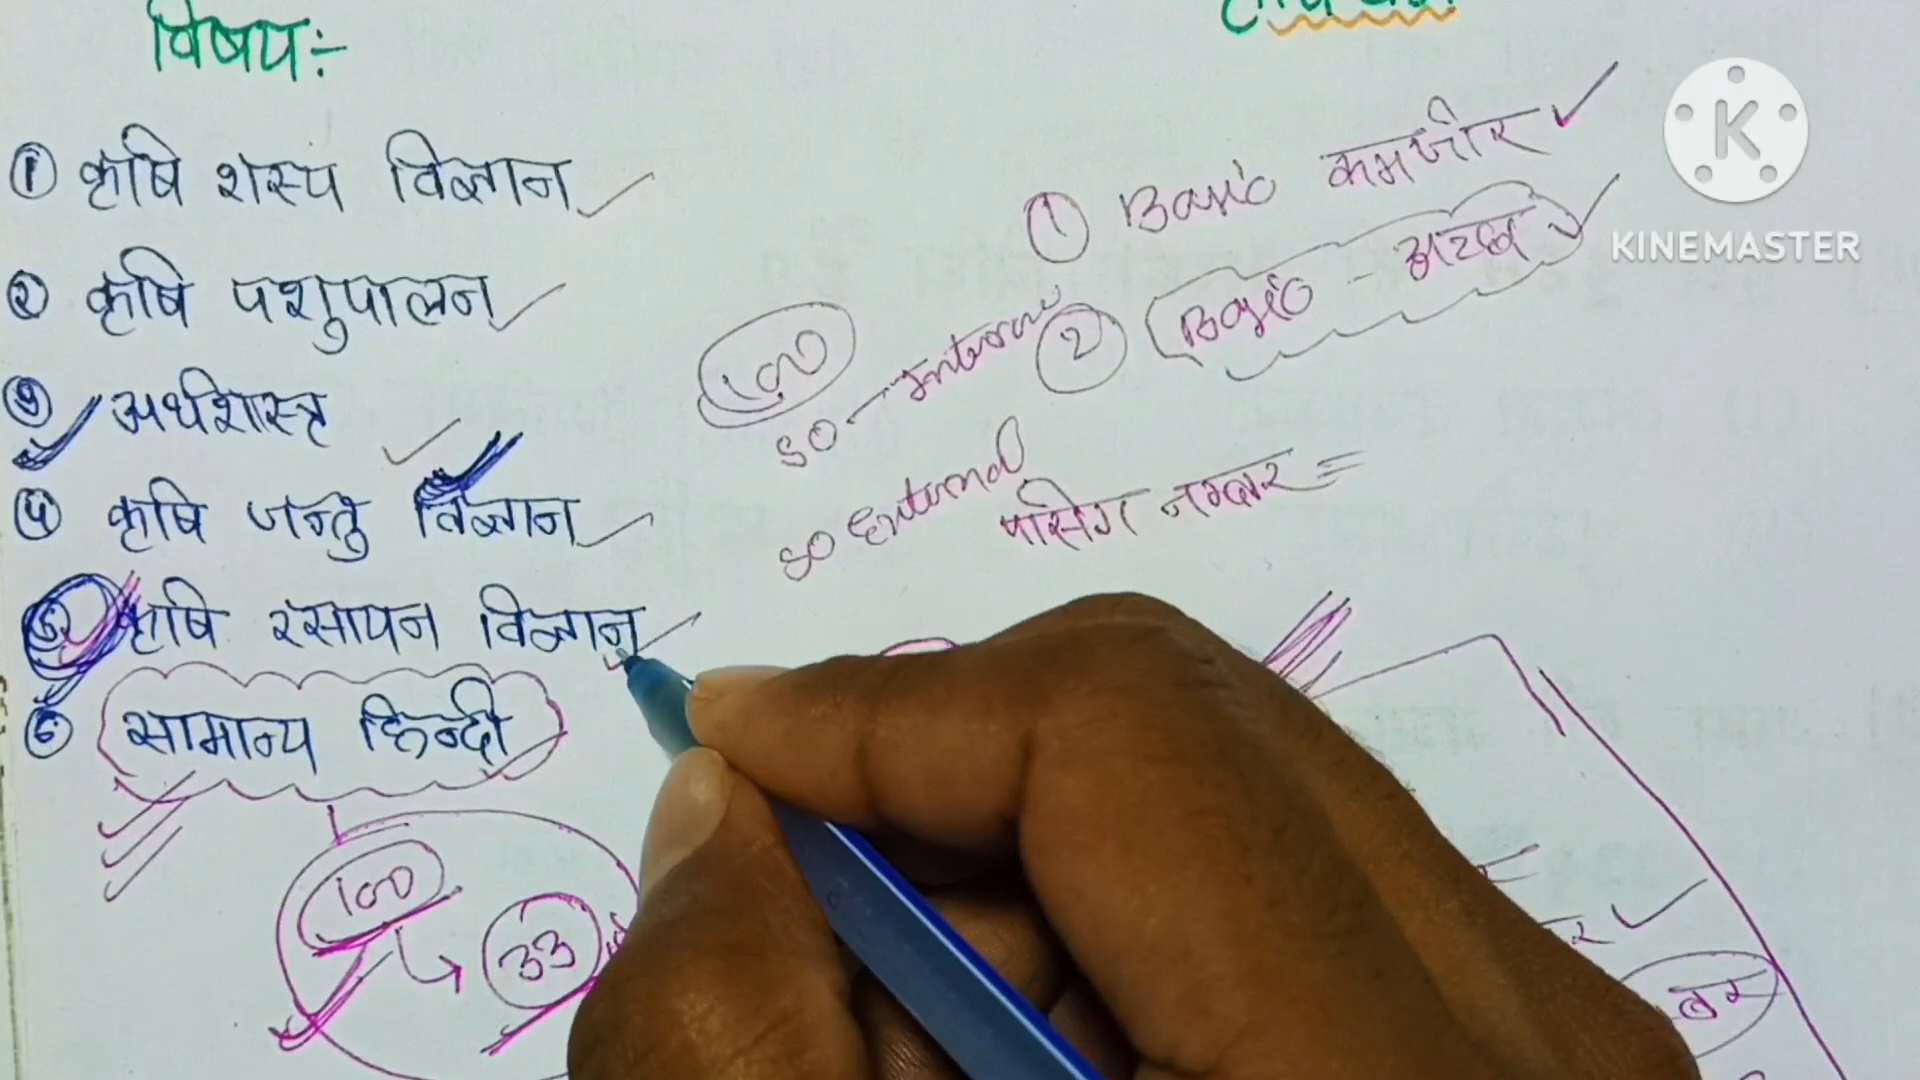 विषय:-
① कृषि शस्य विज्ञान
② कृषि पशुपालन
③ अर्थशास्त्र
④ कृषि जन्तु विज्ञान
⑤ कृषि रसायन विज्ञान
⑥ सामान्य हिन्दी
100
33
① Basic कमजोर
② Basic - अच्छा
100
50 - Internal
50 External
पासिंग नम्बर =
KINEMASTER